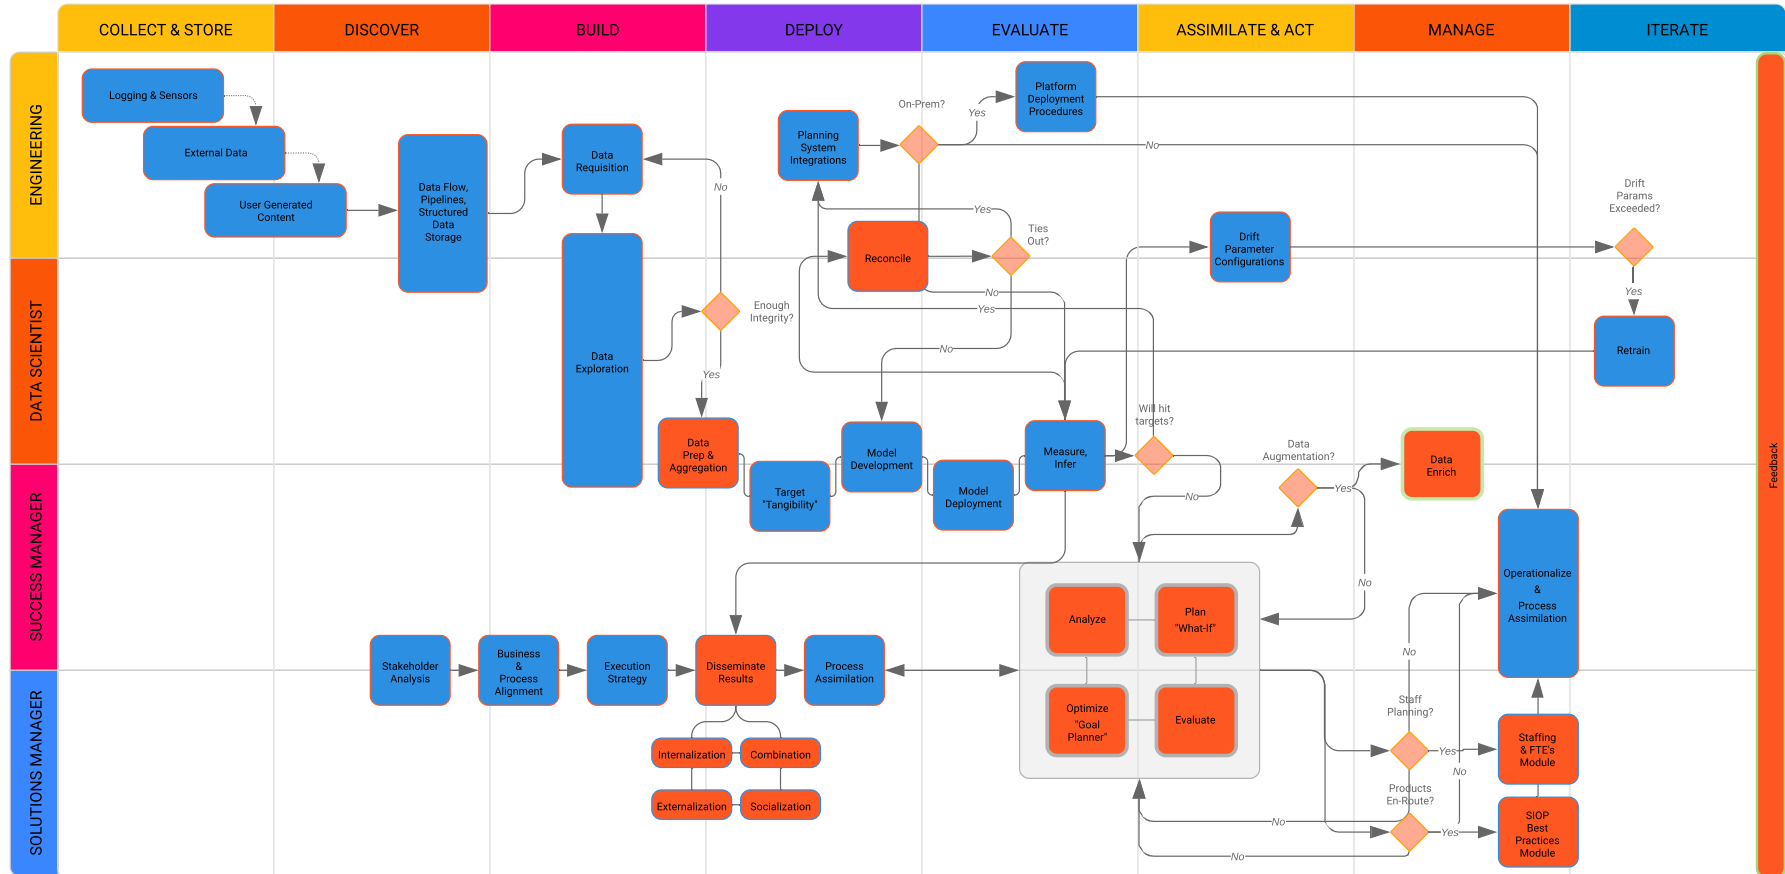 COLLECT & STORE
DISCOVER
BUILD
DEPLOY
EVALUATE
ASSIMILATE & ACT
MANAGE
ITERATE
ENGINEERING
DATA SCIENTIST
SUCCESS MANAGER
SOLUTIONS MANAGER
Feedback
Logging & Sensors
External Data
User Generated
Content
Data Flow,
Pipelines,
Structured
Data
Storage
Data
Requisition
Data
Exploration
No
Enough
Integrity?
Yes
Data
Prep &
Aggregation
Target
"Tangibility"
Planning
System
Integrations
On-Prem?
Yes
No
Platform
Deployment
Procedures
Reconcile
Yes
Ties
Out?
No
Yes
No
Model
Development
Model
Deployment
Measure,
Infer
Will hit
targets?
No
Drift
Parameter
Configurations
Drift
Params
Exceeded?
Yes
Retrain
Data
Augmentation?
Yes
No
Data
Enrich
Operationalize
&
Process
Assimilation
Stakeholder
Analysis
Business
&
Process
Alignment
Execution
Strategy
Disseminate
Results
Process
Assimilation
Internalization
Combination
Externalization
Socialization
Analyze
Plan
"What-If"
Optimize
"Goal
Planner"
Evaluate
No
Staff
Planning?
Yes
No
Staffing
& FTE's
Module
Products
En-Route?
No
Yes
No
SIOP
Best
Practices
Module